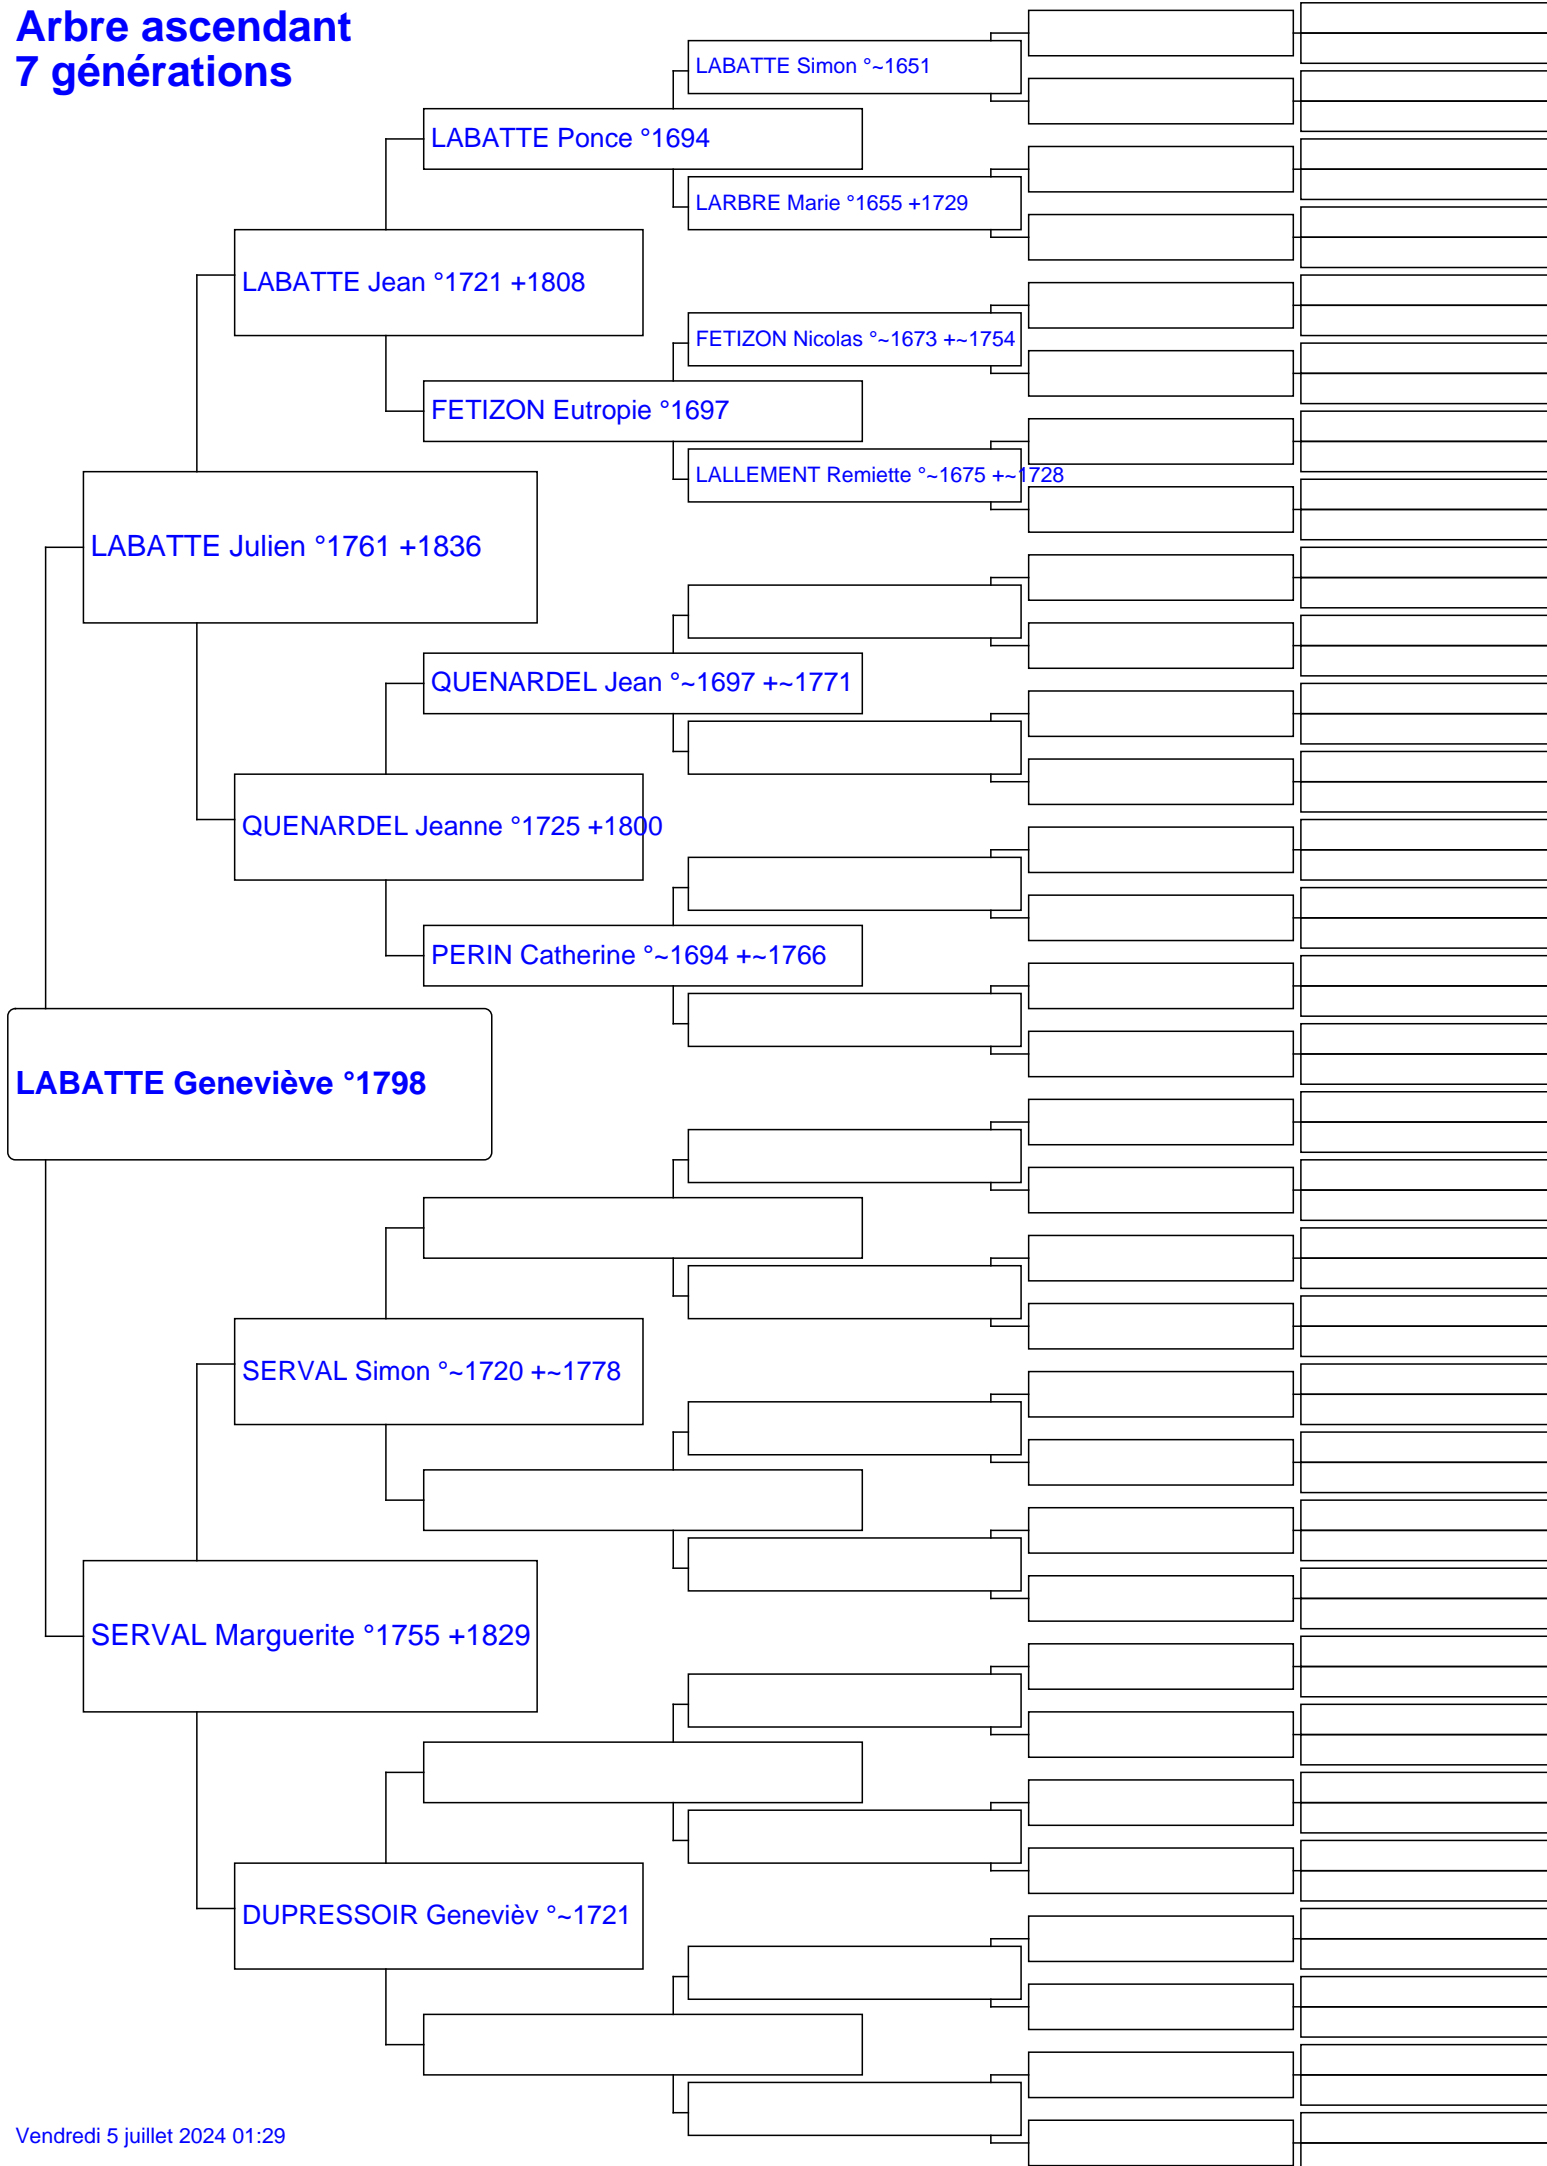 Arbre ascendant
7 générations
LABATTE Simon °~1651
LABATTE Ponce °1694
LARBRE Marie °1655 +1729
LABATTE Jean °1721 +1808
FETIZON Nicolas °~1673 +~1754
FETIZON Eutropie °1697
LALLEMENT Remiette °~1675 +~1728
LABATTE Julien °1761 +1836
QUENARDEL Jean °~1697 +~1771
QUENARDEL Jeanne °1725 +1800
PERIN Catherine °~1694 +~1766
LABATTE Geneviève °1798
SERVAL Simon °~1720 +~1778
SERVAL Marguerite °1755 +1829
DUPRESSOIR Genevièv °~1721
Vendredi 5 juillet 2024 01:29